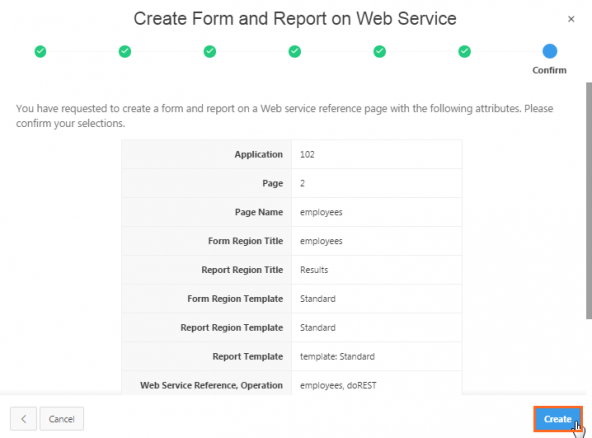 Create Form and Report on Web Service
×
Confirm
You have requested to create a form and report on a Web service reference page with the following attributes. Please
confirm your selections.
Application 102
Page 2
Page Name employees
Form Region Title employees
Report Region Title Results
Form Region Template Standard
Report Region Template Standard
Report Template template: Standard
Web Service Reference, Operation employees, doREST
< Cancel Create